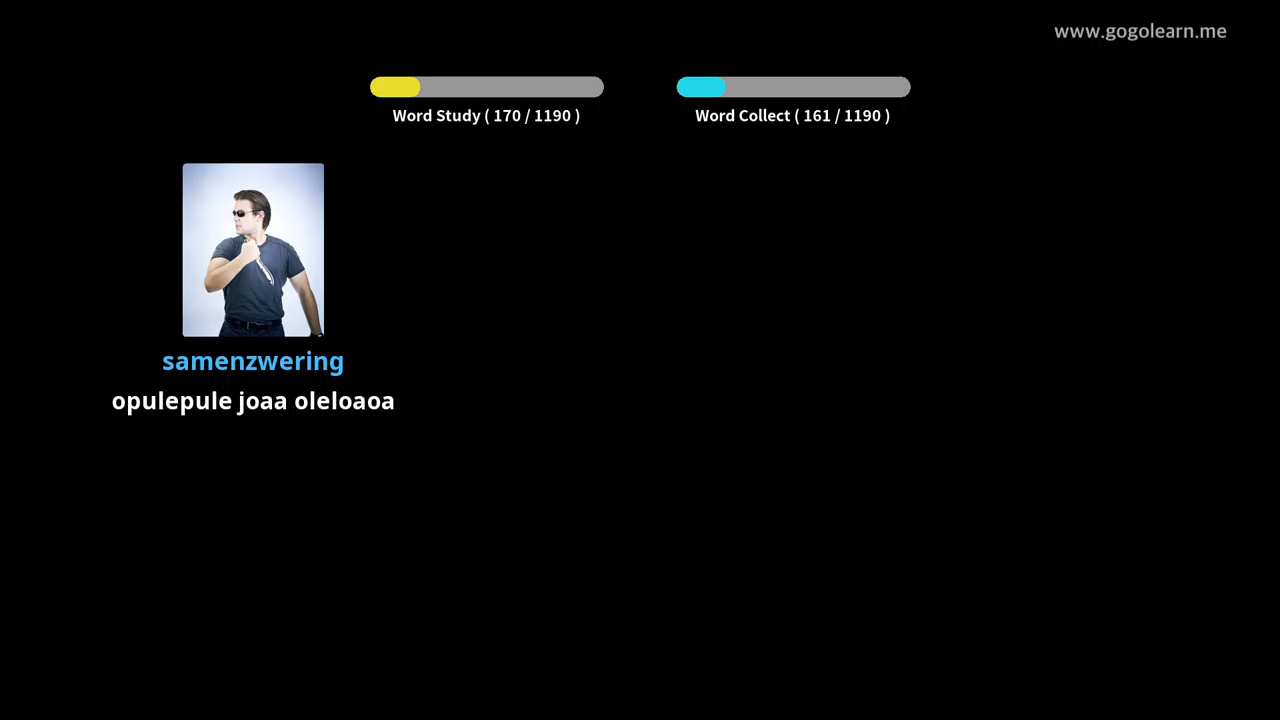 www.gogolearn.me
Word Study ( 170 / 1190 )
Word Collect ( 161 / 1190 )
samenzwering
opulepule joaa oleloaoa